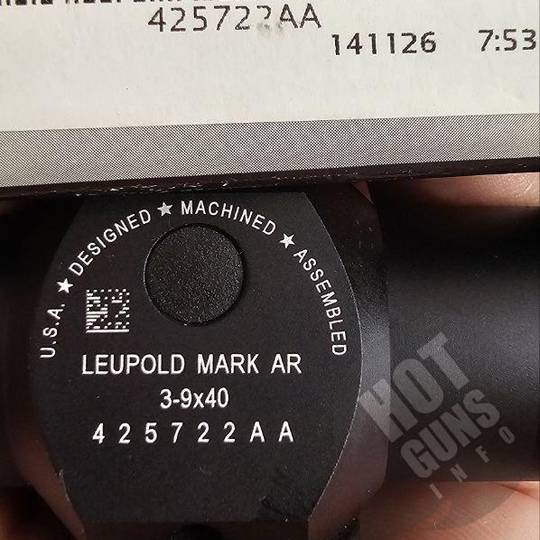 425722AA
141126 7:53
U.S.A. ★ DESIGNED ★ MACHINED ★ ASSEMBLED
LEUPOLD MARK AR
3-9x40
425722AA
HOT
GUNS
INFO